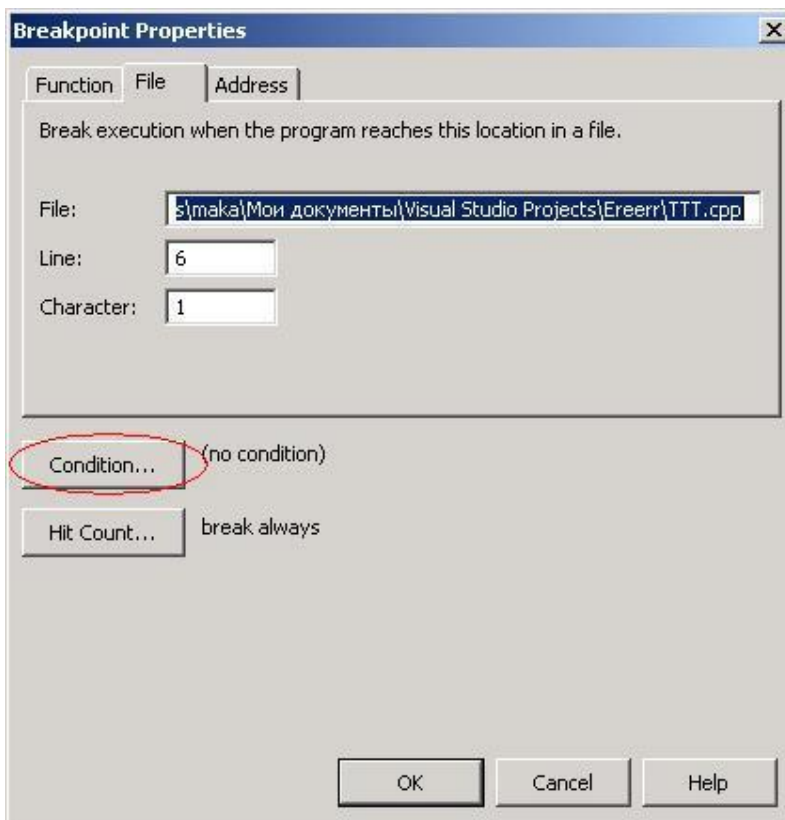 Breakpoint Properties
Function File Address
Break execution when the program reaches this location in a file.
File: s\maka\Мои документы\Visual Studio Projects\Ereerr\TTT.cpp
Line: 6
Character: 1
Condition... (no condition)
Hit Count... break always
OK Cancel Help